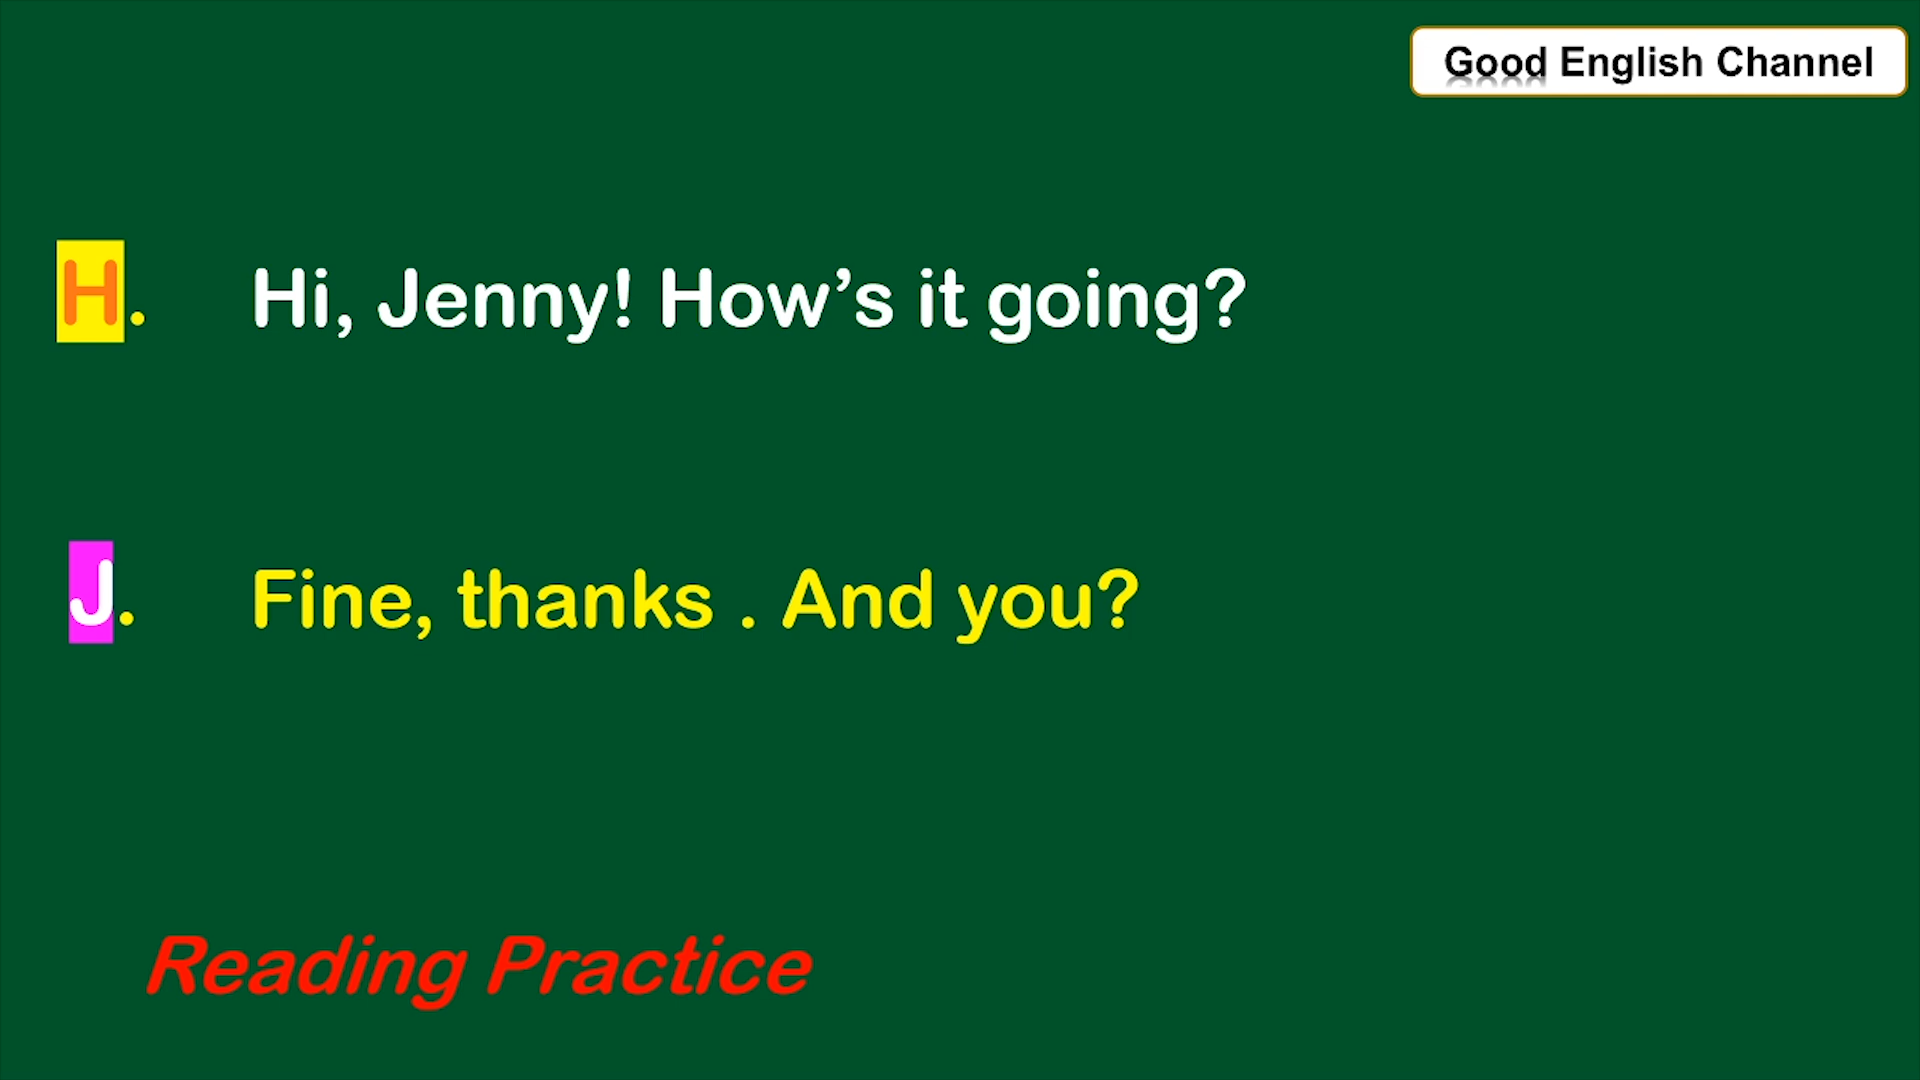 Good English Channel
H. Hi, Jenny! How’s it going?
J. Fine, thanks . And you?
Reading Practice